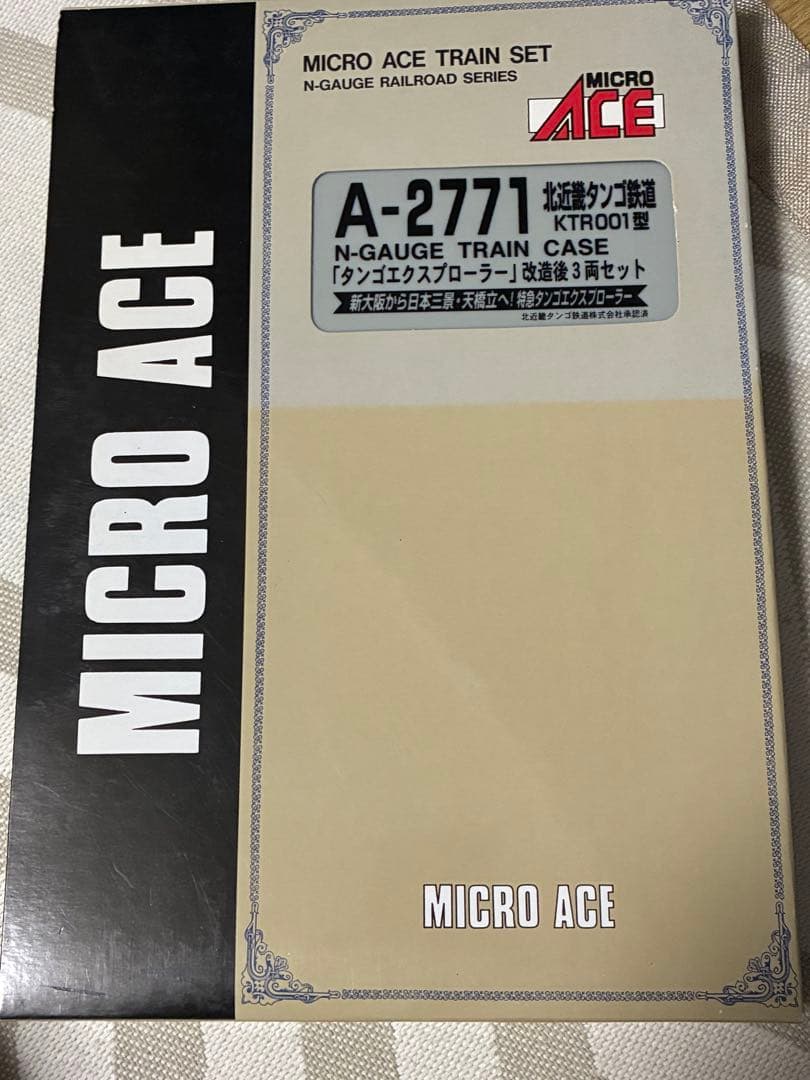 MICRO ACE
MICRO ACE TRAIN SET
N-GAUGE RAILROAD SERIES
MICRO
ACE
A-2771 北近畿タンゴ鉄道
KTR001型
N-GAUGE TRAIN CASE
「タンゴエクスプローラー」改造後3両セット
新大阪から日本三景・天橋立へ!特急タンゴエクスプローラー
北近畿タンゴ鉄道株式会社承認済
MICRO ACE